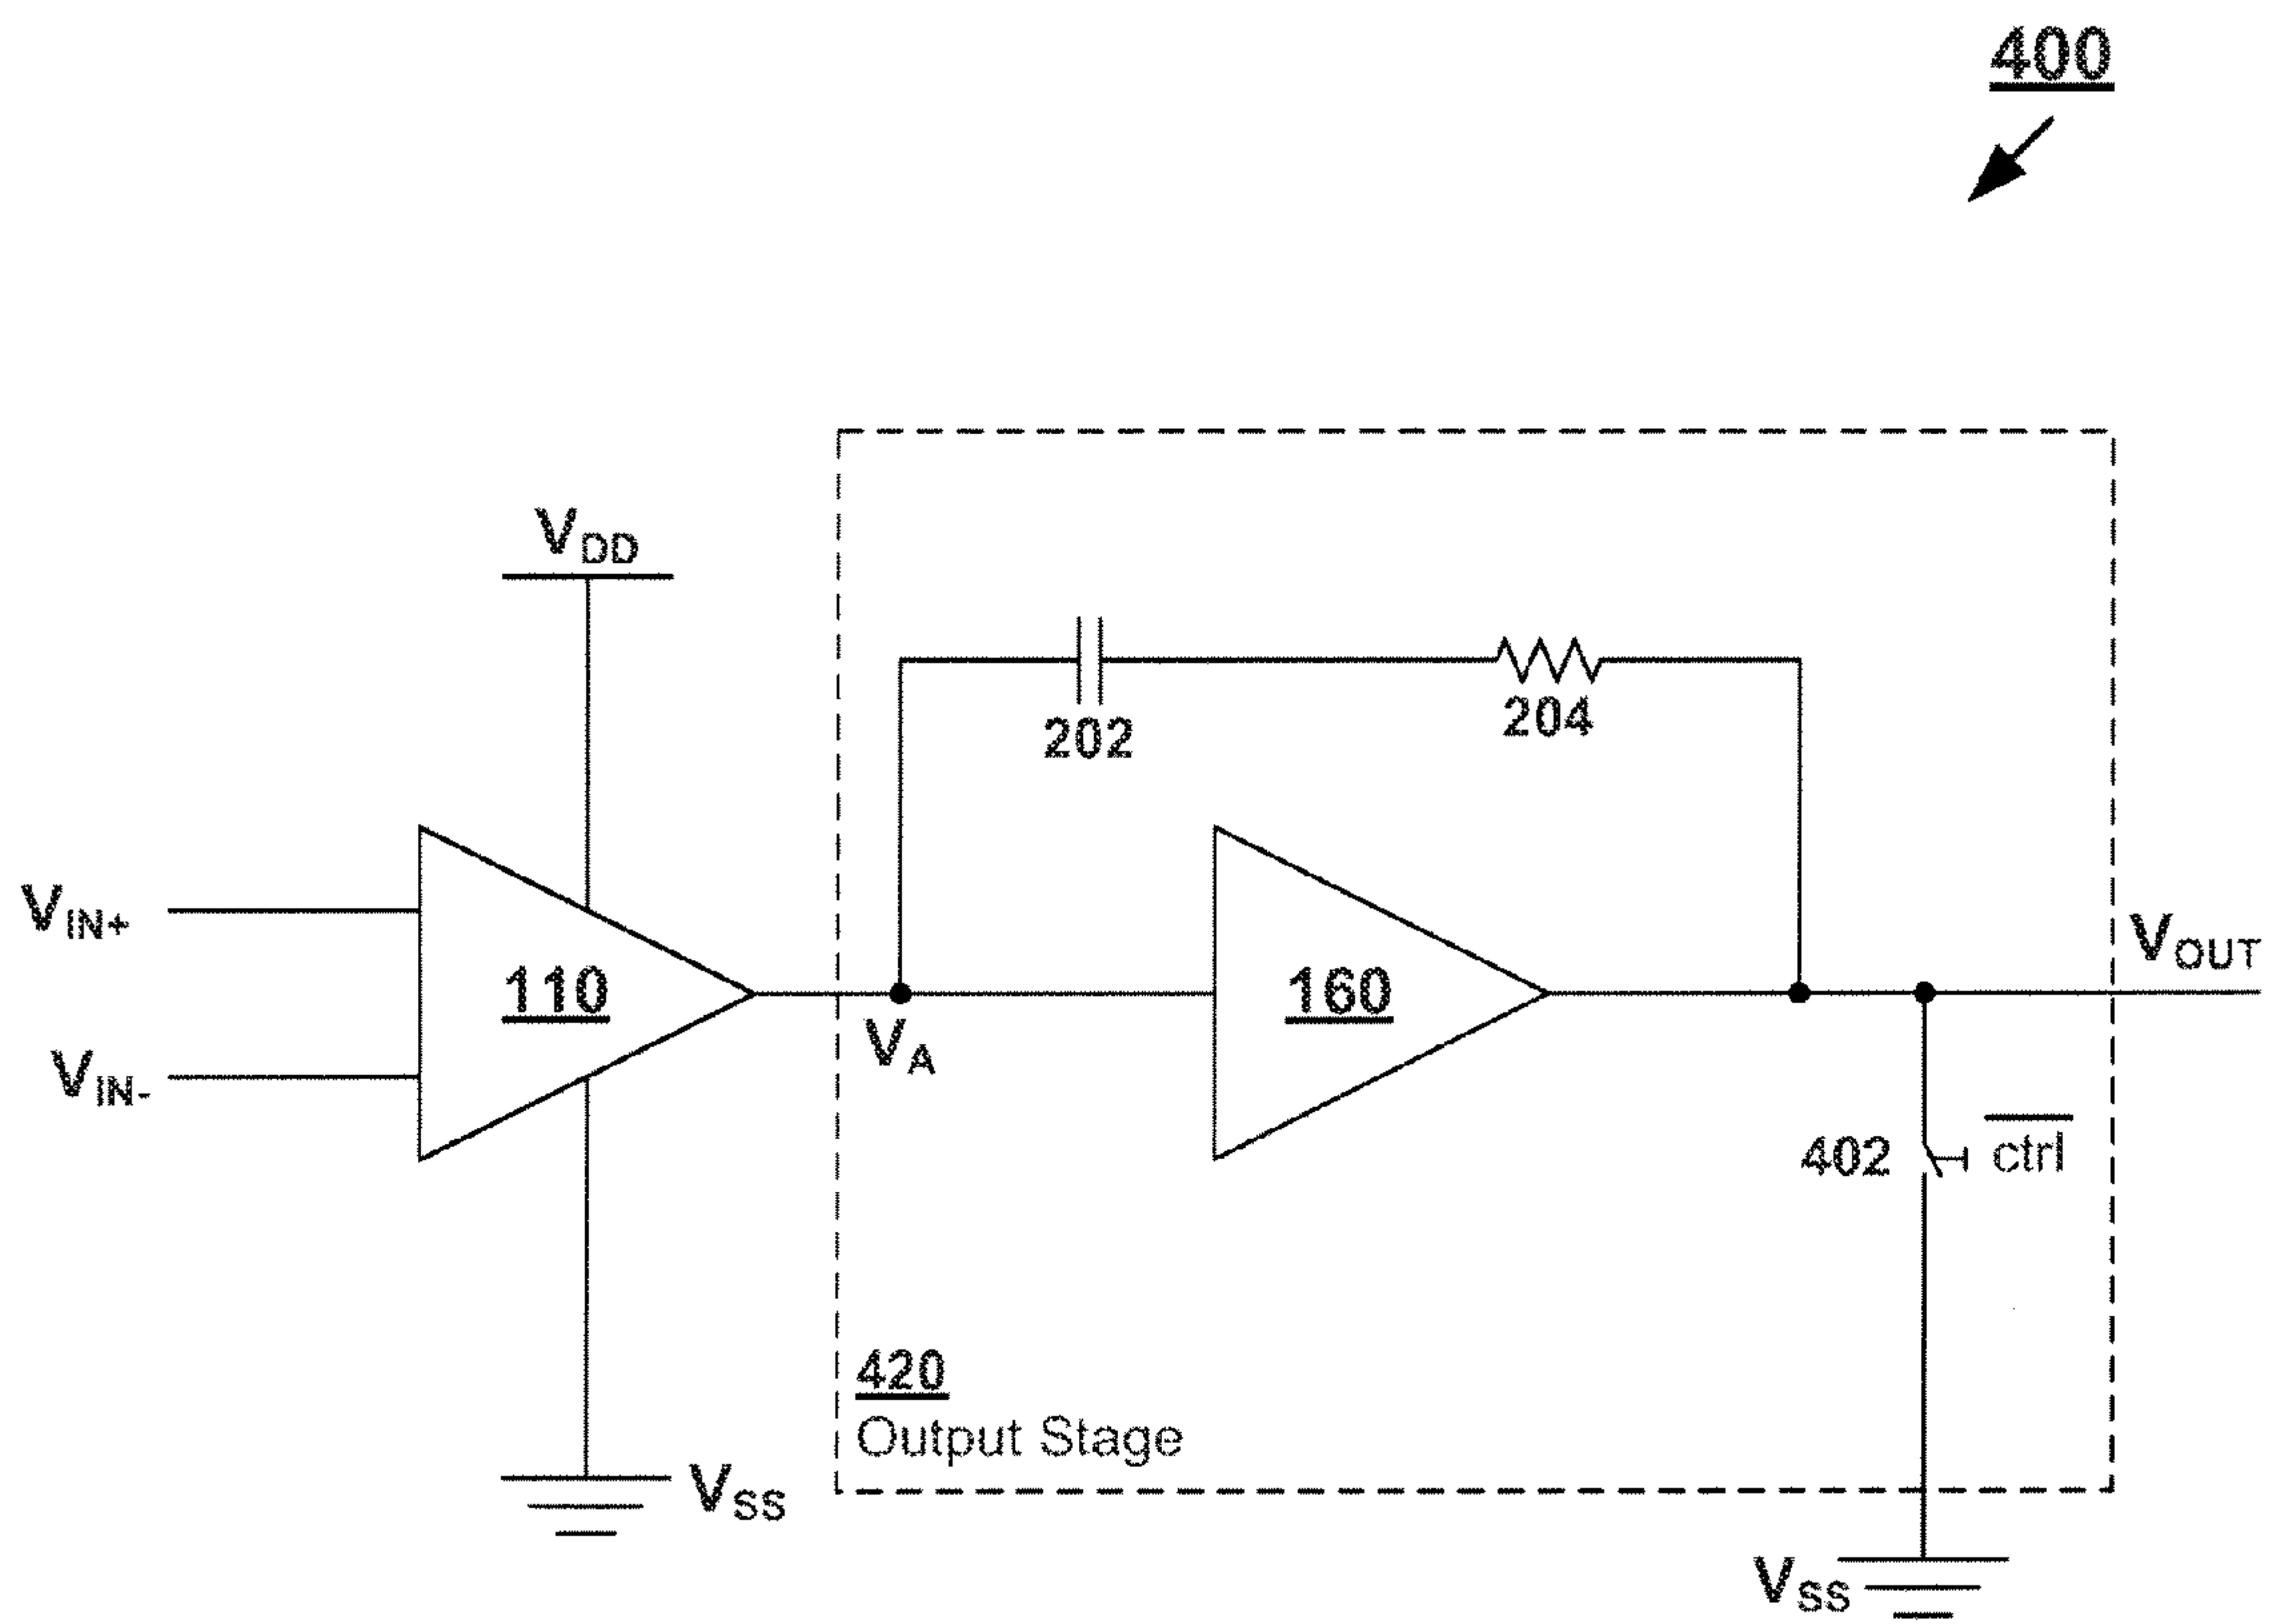 400
VDD
202
204
VIN+
110
160
VOUT
VIN-
VA
402
ctrl
420
Output Stage
VSS
VSS